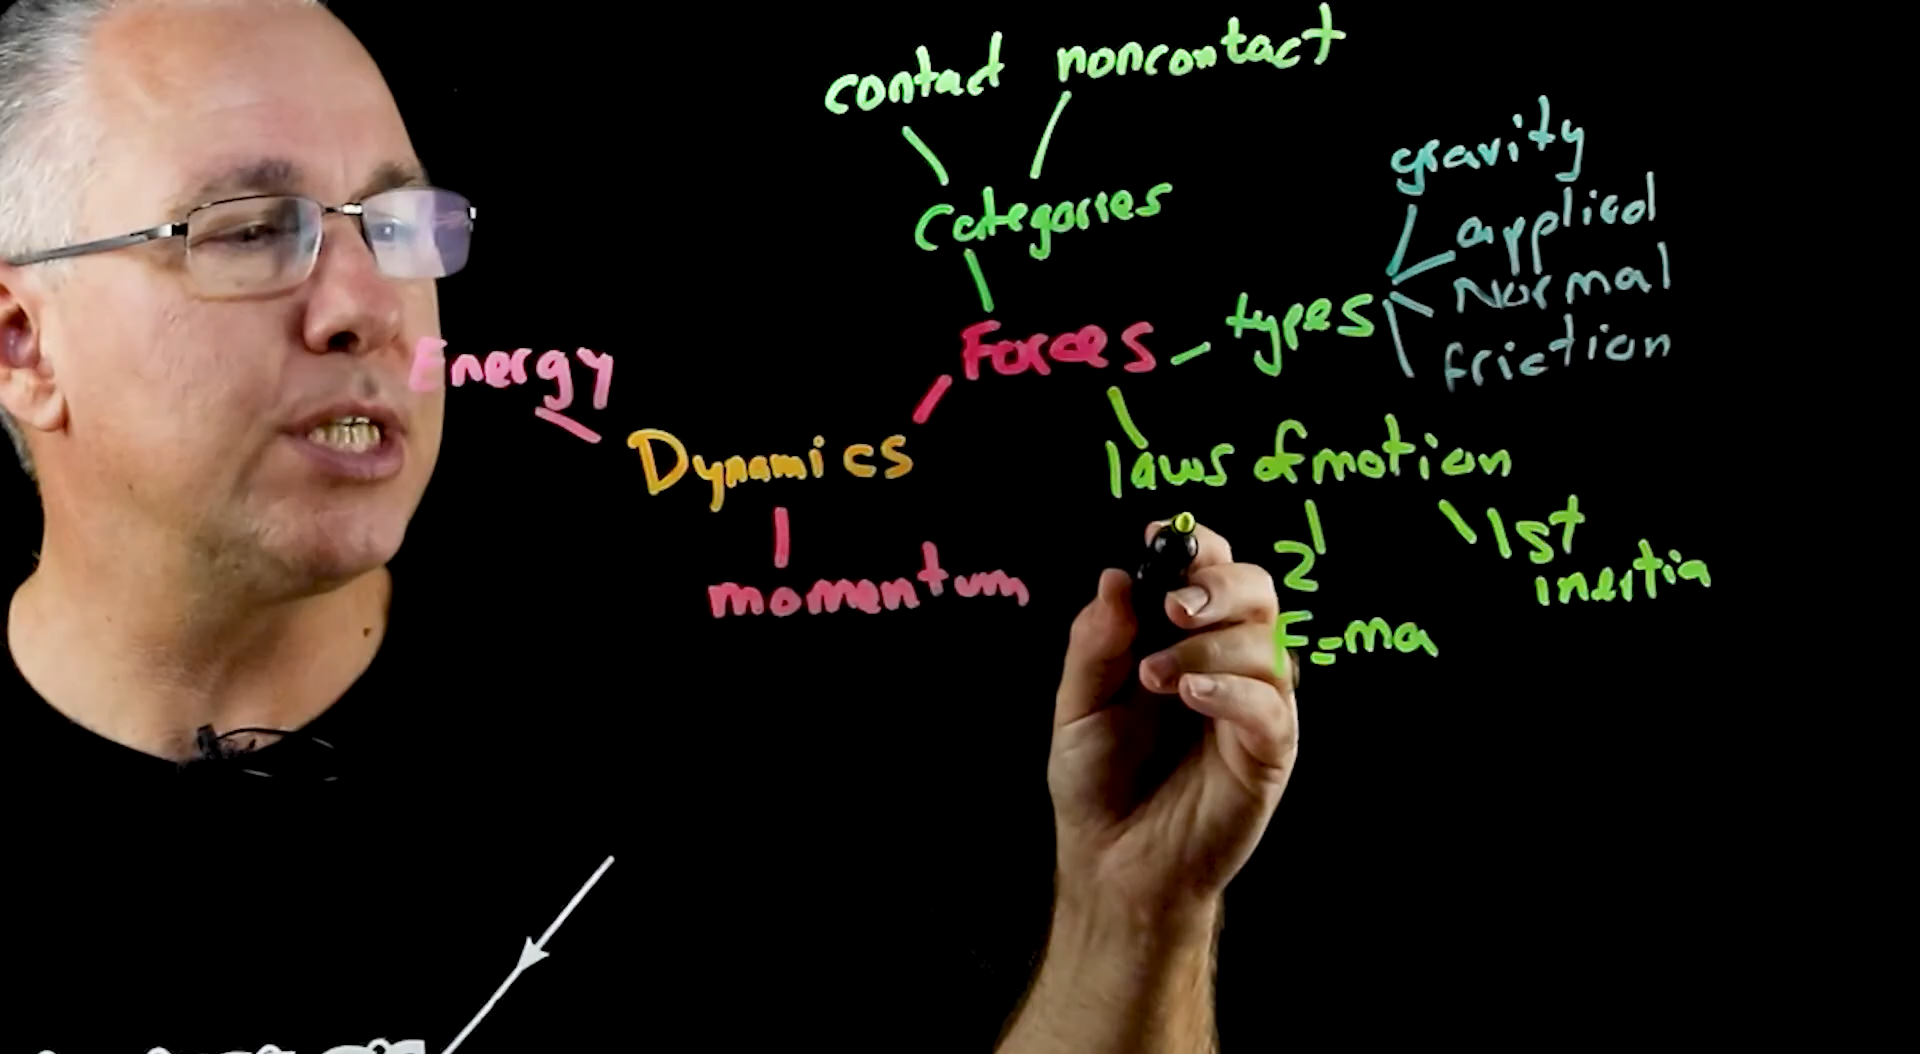 contact noncontact
categories
gravity
applied
Normal
friction
types
Forces
Energy
Dynamics
laws of motion
momentum
1st
inertia
2
F=ma